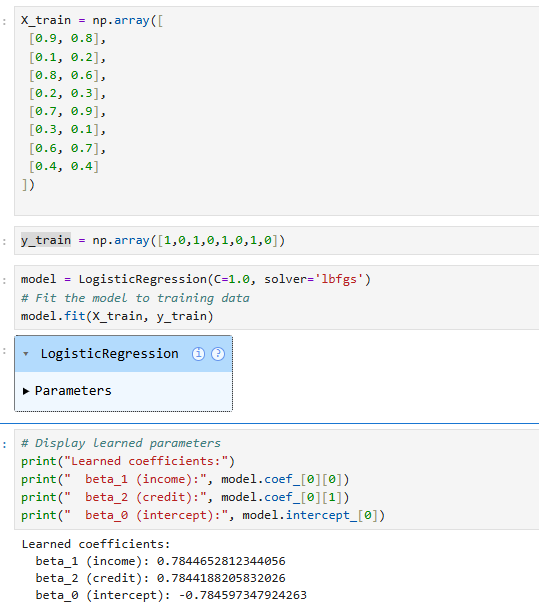 X_train = np.array([
[0.9, 0.8],
[0.1, 0.2],
[0.8, 0.6],
[0.2, 0.3],
[0.7, 0.9],
[0.3, 0.1],
[0.6, 0.7],
[0.4, 0.4]
])
y_train = np.array([1,0,1,0,1,0,1,0])
model = LogisticRegression(C=1.0, solver='lbfgs')
# Fit the model to training data
model.fit(X_train, y_train)
LogisticRegression i ?
Parameters
# Display learned parameters
print("Learned coefficients:")
print("  beta_1 (income):", model.coef_[0][0])
print("  beta_2 (credit):", model.coef_[0][1])
print("  beta_0 (intercept):", model.intercept_[0])
Learned coefficients:
beta_1 (income): 0.7844652812344056
beta_2 (credit): 0.7844188205832026
beta_0 (intercept): -0.784597347924263